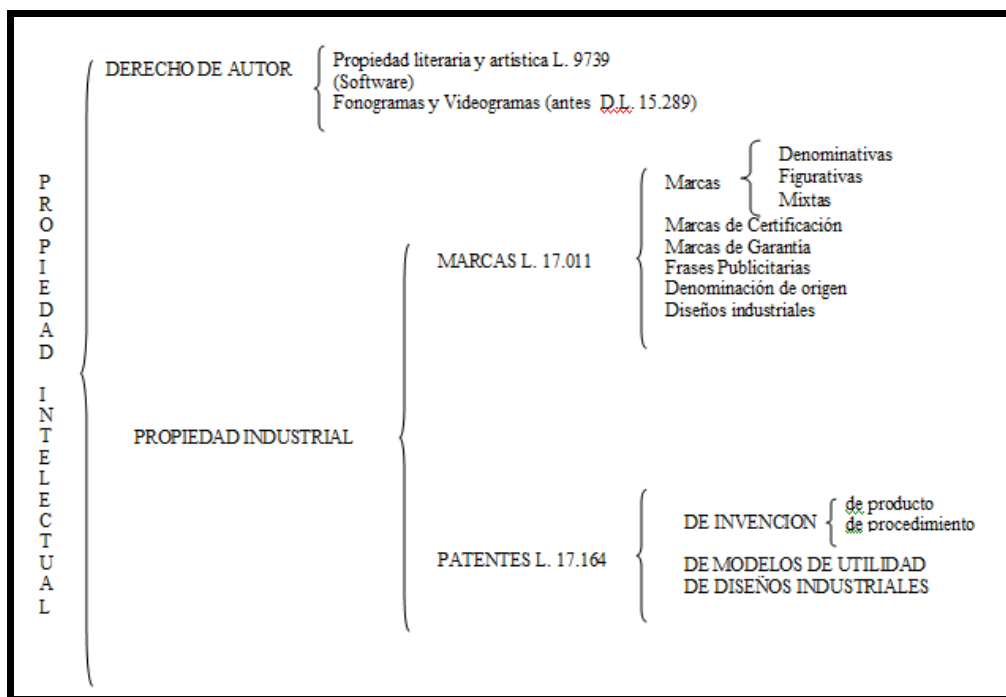 PROPIEDAD INTELECTUAL
DERECHO DE AUTOR
Propiedad literaria y artística L. 9739
(Software)
Fonogramas y Videogramas (antes D.L. 15.289)
PROPIEDAD INDUSTRIAL
MARCAS L. 17.011
Marcas
Denominativas
Figurativas
Mixtas
Marcas de Certificación
Marcas de Garantía
Frases Publicitarias
Denominación de origen
Diseños industriales
PATENTES L. 17.164
DE INVENCION
de producto
de procedimiento
DE MODELOS DE UTILIDAD
DE DISEÑOS INDUSTRIALES